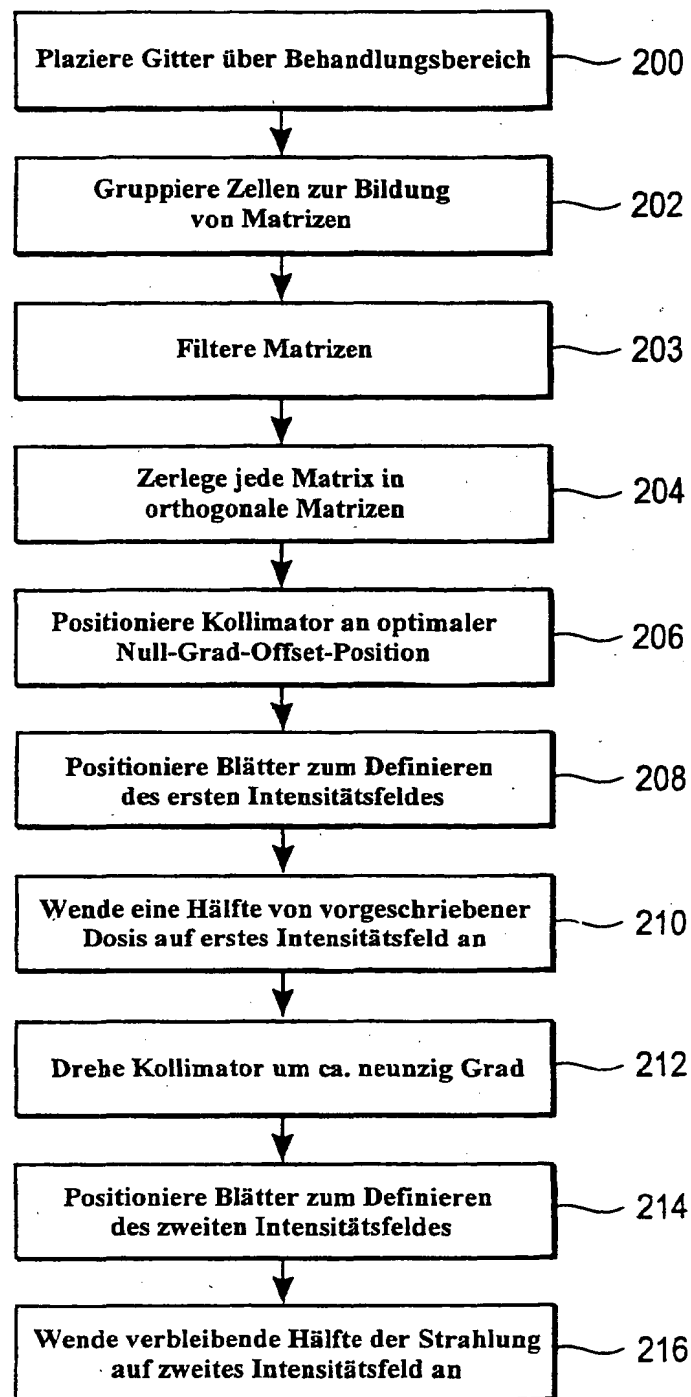 Plaziere Gitter über Behandlungsbereich
200
Gruppiere Zellen zur Bildung
von Matrizen
202
Filtere Matrizen
203
Zerlege jede Matrix in
orthogonale Matrizen
204
Positioniere Kollimator an optimaler
Null-Grad-Offset-Position
206
Positioniere Blätter zum Definieren
des ersten Intensitätsfeldes
208
Wende eine Hälfte von vorgeschriebener
Dosis auf erstes Intensitätsfeld an
210
Drehe Kollimator um ca. neunzig Grad
212
Positioniere Blätter zum Definieren
des zweiten Intensitätsfeldes
214
Wende verbleibende Hälfte der Strahlung
auf zweites Intensitätsfeld an
216